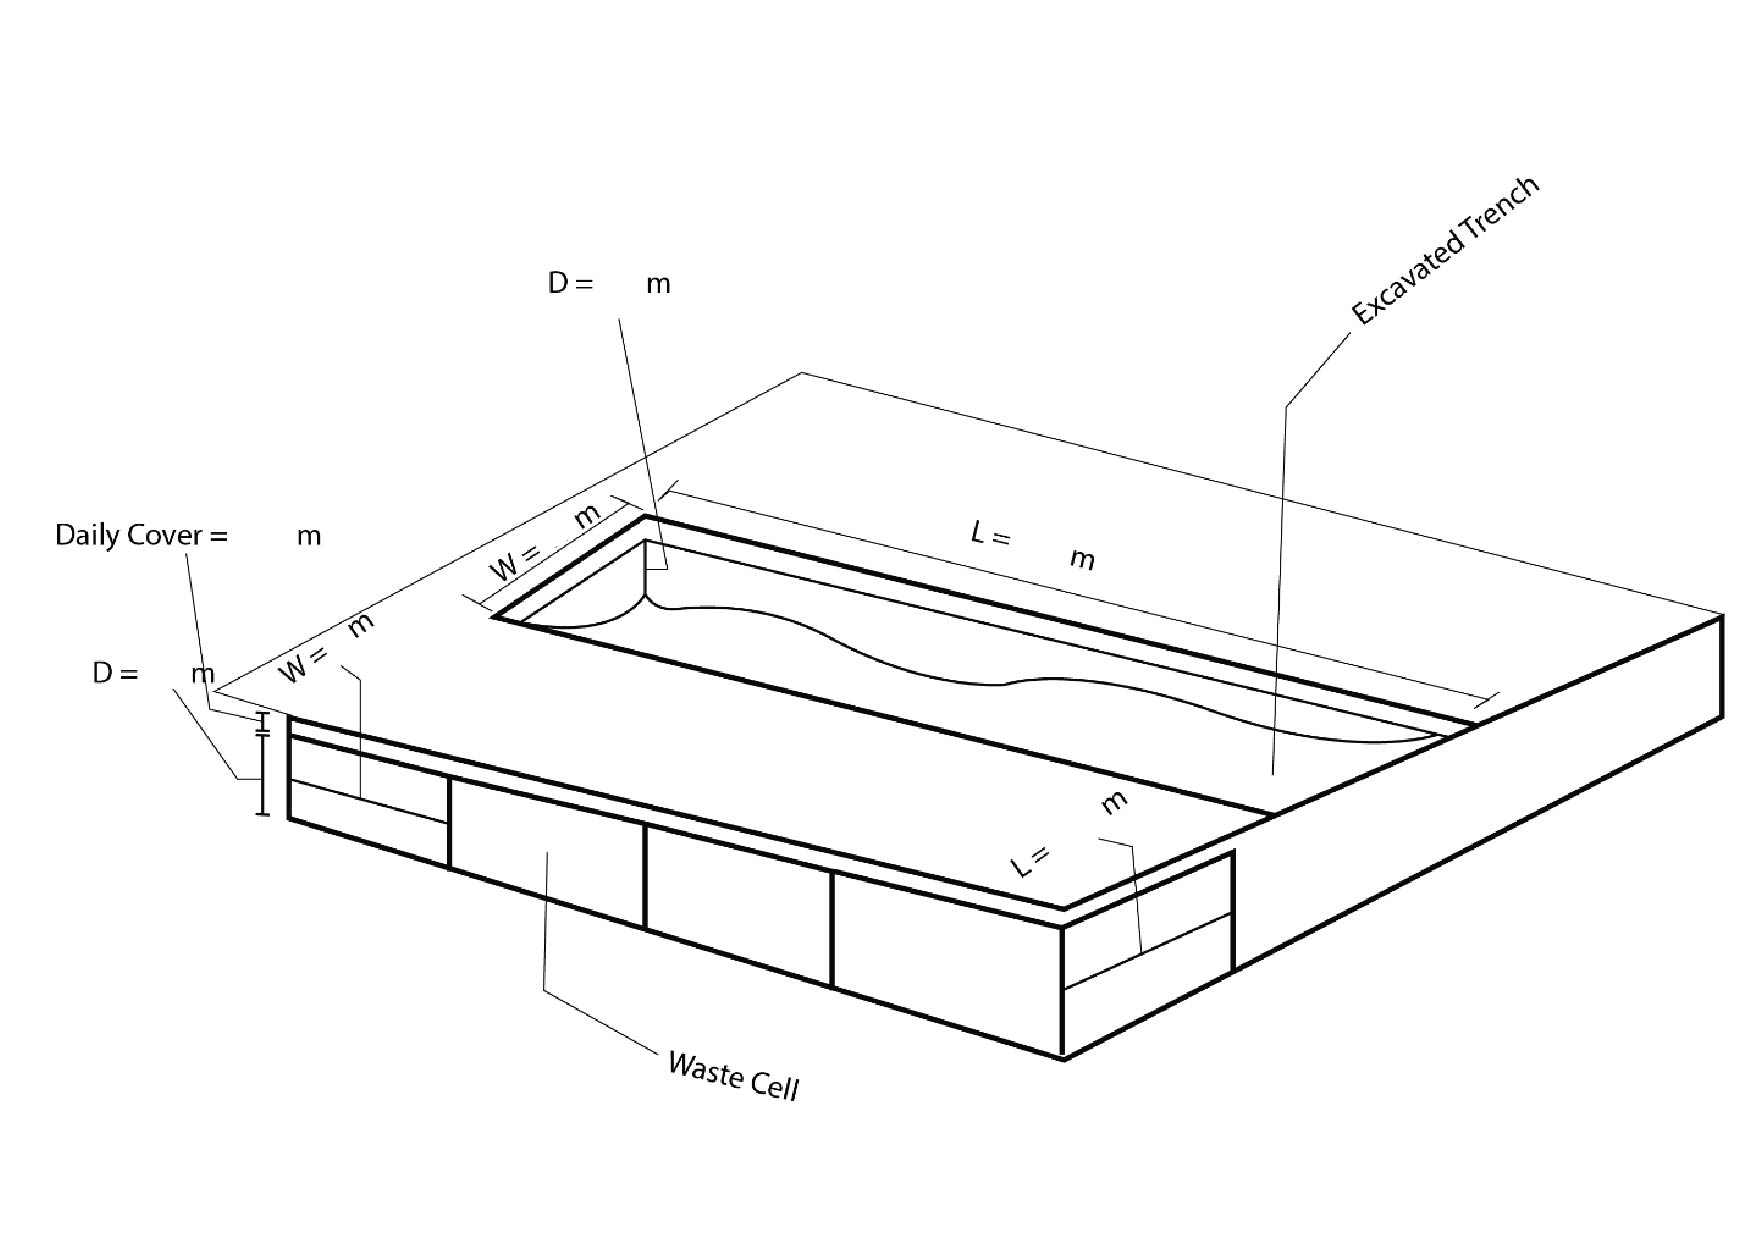 Excavated Trench
D = m
L = m
W = m
Daily Cover = m
W = m
D = m
L = m
Waste Cell